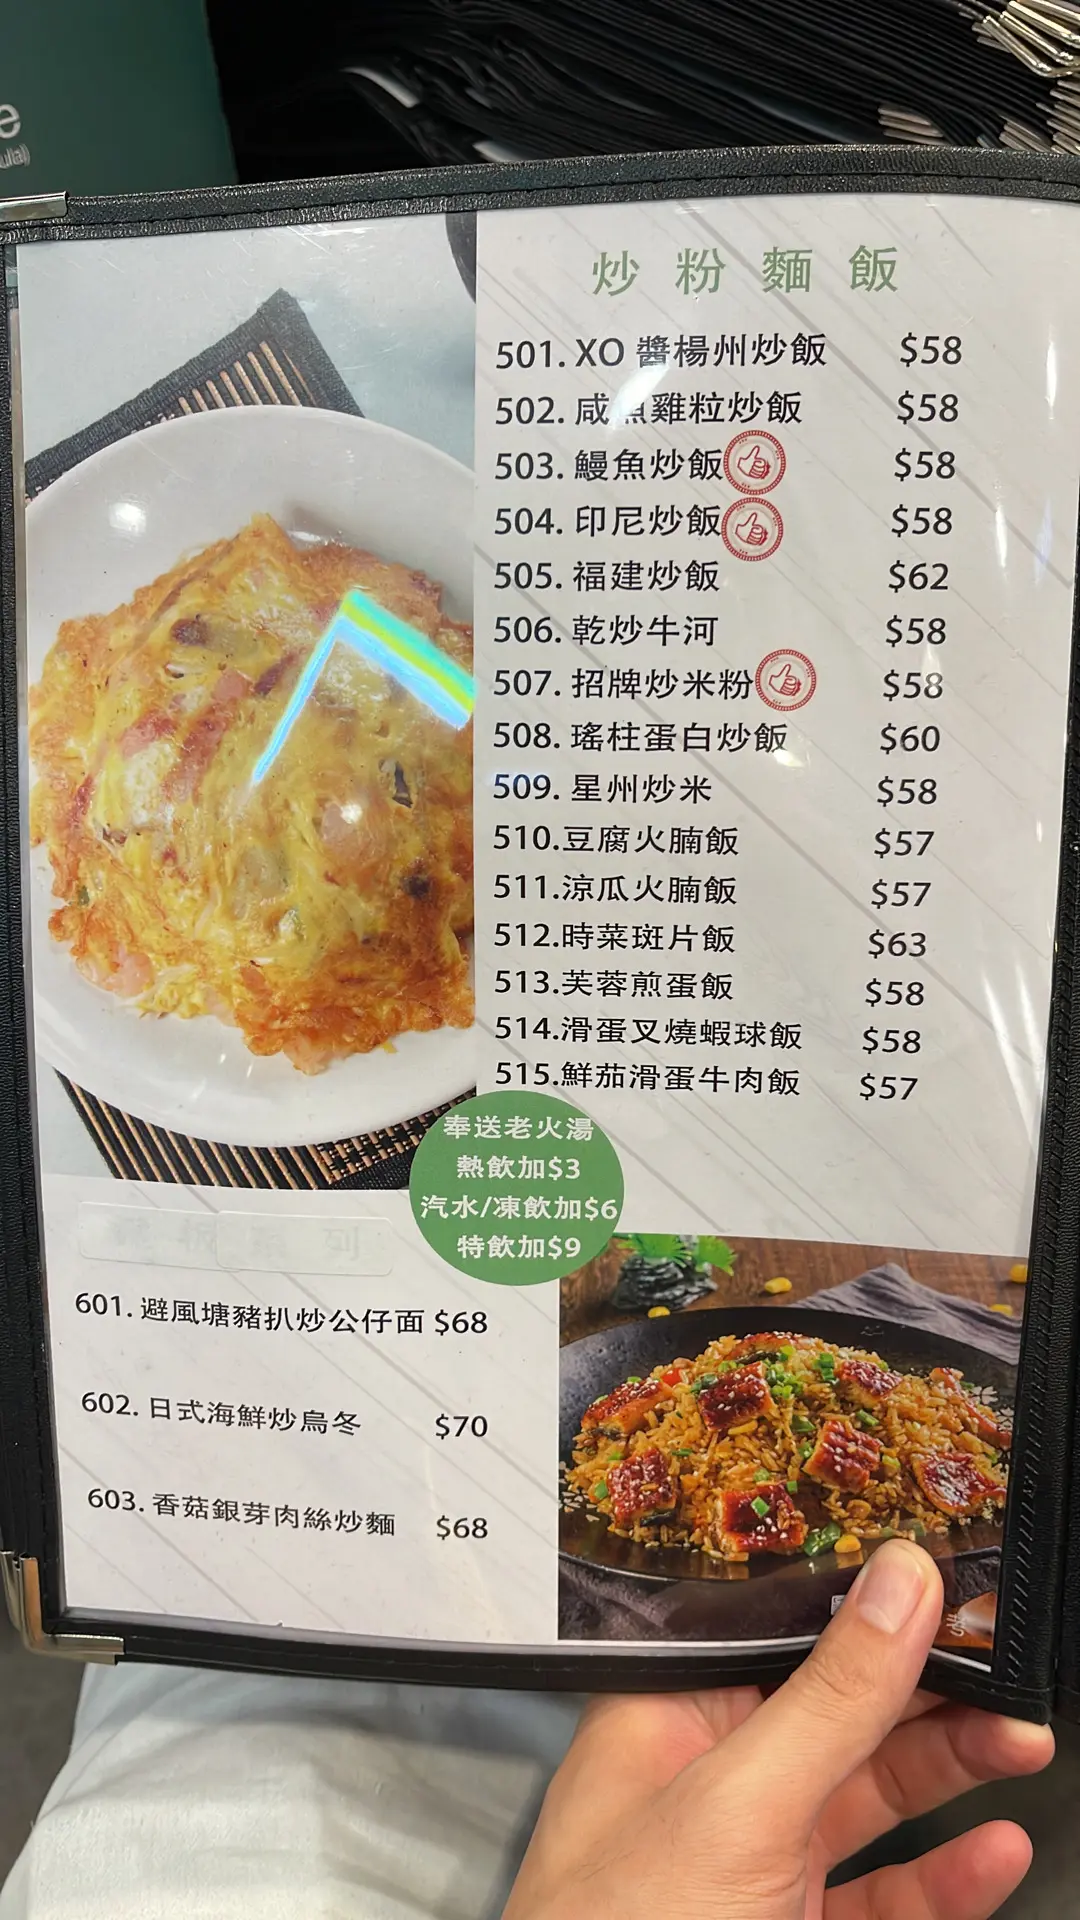 e
ula)
炒粉麵飯
501. XO 醬楊州炒飯 $58
502. 咸魚雞粒炒飯 $58
503. 鰻魚炒飯 $58
504. 印尼炒飯 $58
505. 福建炒飯 $62
506. 乾炒牛河 $58
507. 招牌炒米粉 $58
508. 瑤柱蛋白炒飯 $60
509. 星州炒米 $58
510.豆腐火腩飯 $57
511.涼瓜火腩飯 $57
512.時菜斑片飯 $63
513.芙蓉煎蛋飯 $58
514.滑蛋叉燒蝦球飯 $58
515.鮮茄滑蛋牛肉飯 $57
奉送老火湯
熱飲加$3
汽水/凍飲加$6
特飲加$9
601. 避風塘豬扒炒公仔面 $68
602. 日式海鮮炒烏冬 $70
603. 香菇銀芽肉絲炒麵 $68